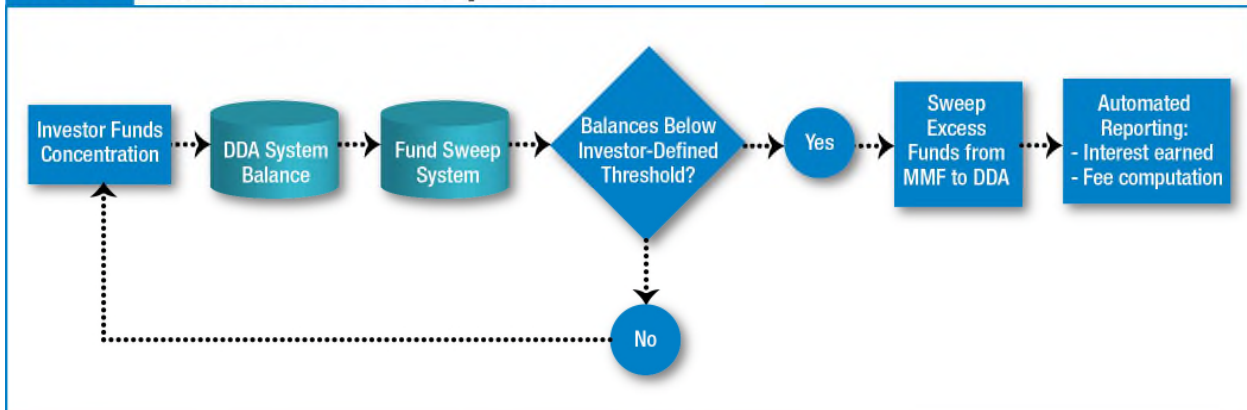 Investor Funds
Concentration
DDA System
Balance
Fund Sweep
System
Balances Below
Investor-Defined
Threshold?
Yes
No
Sweep
Excess
Funds from
MMF to DDA
Automated
Reporting:
- Interest earned
- Fee computation